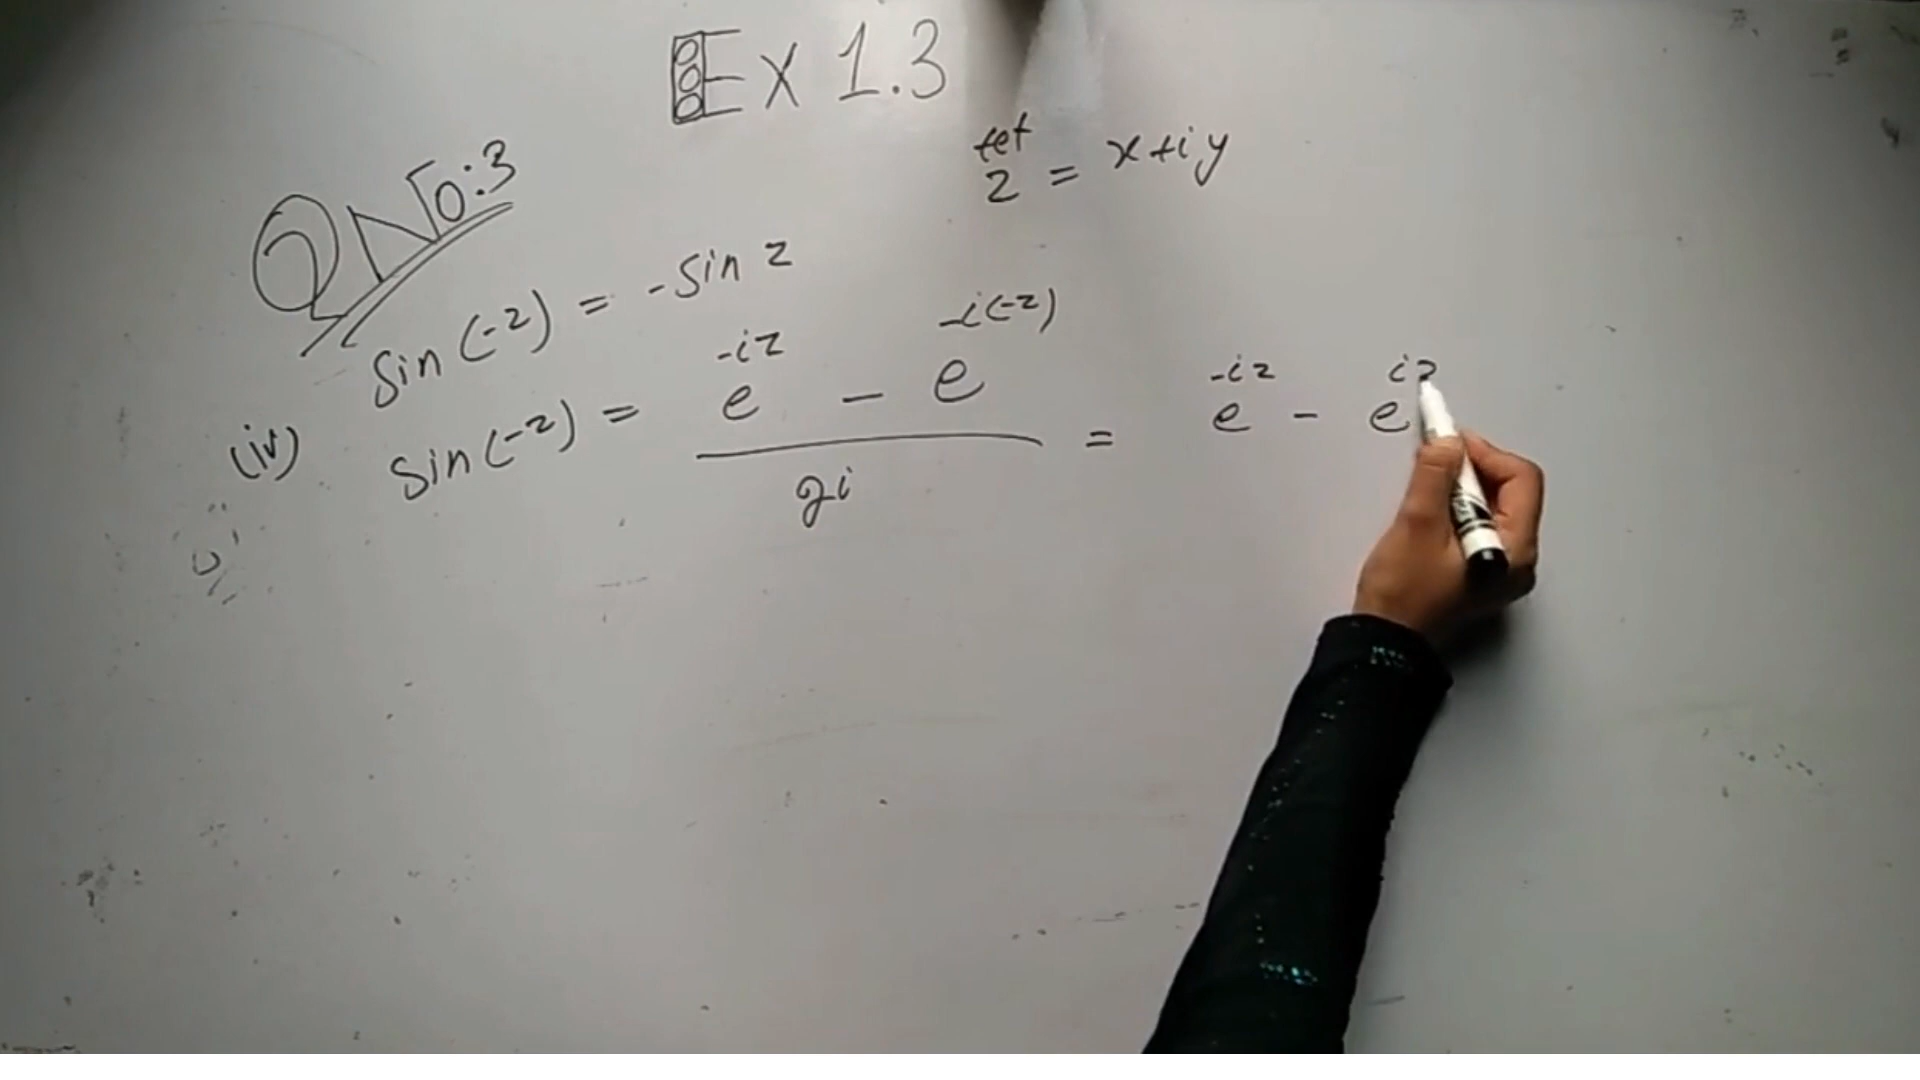 Ex 1.3
Q No:3
let
z = x+iy
sin(-z) = -sin z
(iv) sin(-z) = e^{-iz} - e^{-i(-z)} / 2i = e^{-iz} - e^{iz}